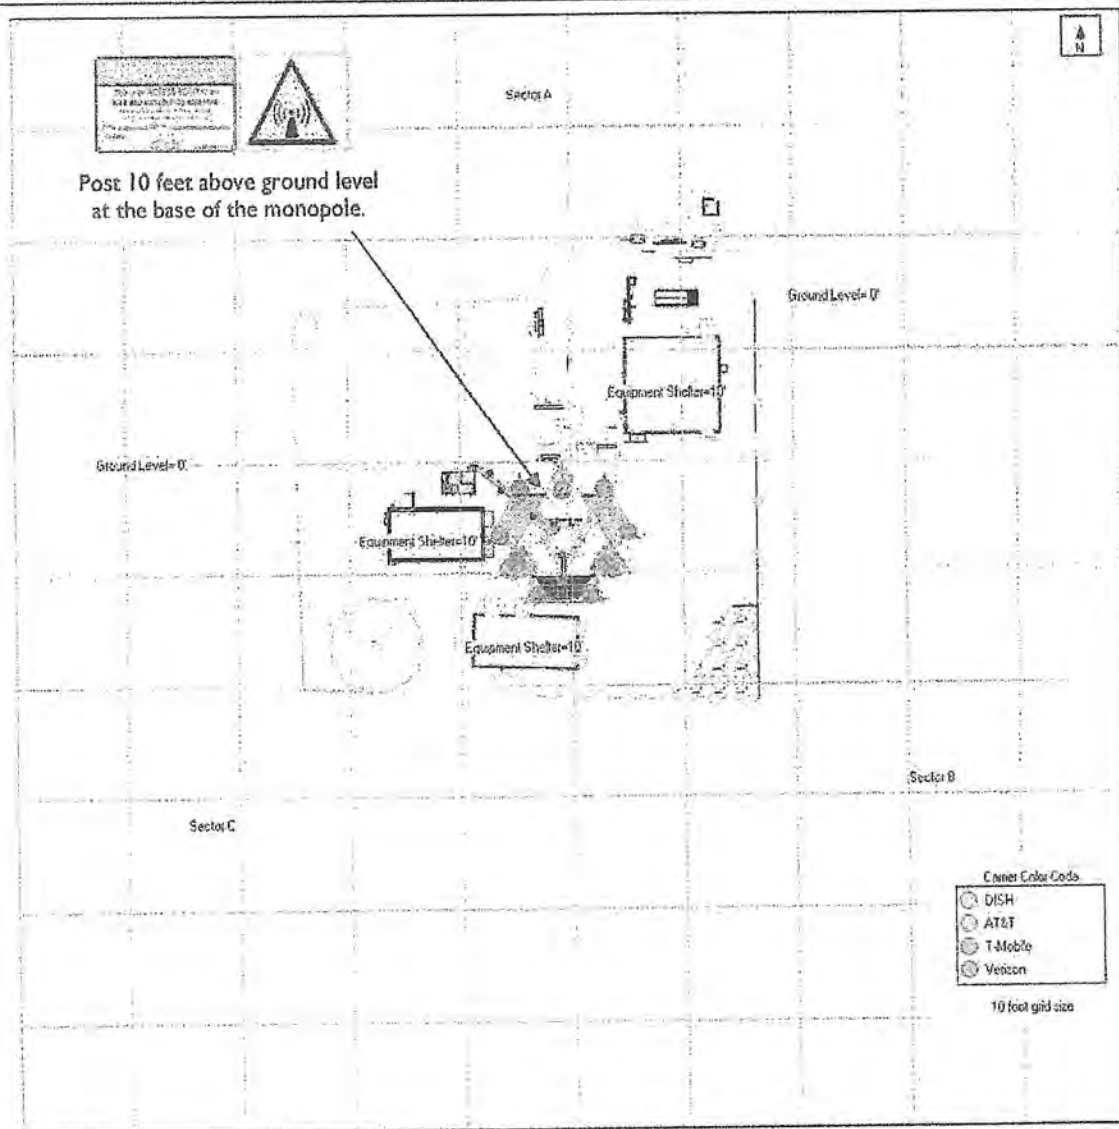 N
Sector A
Post 10 feet above ground level
at the base of the monopole.
Ground Level= 0'
Equipment Shelter=10'
Ground Level= 0'
Equipment Shelter=10'
Equipment Shelter=10'
Sector B
Sector C
Carrier Color Code
DISH
AT&T
T-Mobile
Verizon
10 foot grid size